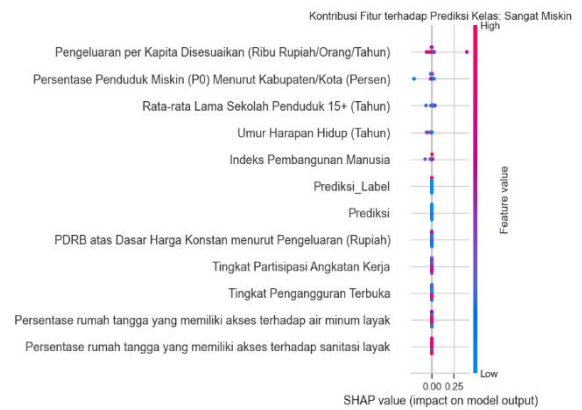 Kontribusi Fitur terhadap Prediksi Kelas: Sangat Miskin
High
Pengeluaran per Kapita Disesuaikan (Ribu Rupiah/Orang/Tahun)
Persentase Penduduk Miskin (P0) Menurut Kabupaten/Kota (Persen)
Rata-rata Lama Sekolah Penduduk 15+ (Tahun)
Umur Harapan Hidup (Tahun)
Indeks Pembangunan Manusia
Prediksi_Label
Prediksi
PDRB atas Dasar Harga Konstan menurut Pengeluaran (Rupiah)
Tingkat Partisipasi Angkatan Kerja
Tingkat Pengangguran Terbuka
Persentase rumah tangga yang memiliki akses terhadap air minum layak
Persentase rumah tangga yang memiliki akses terhadap sanitasi layak
Feature value
Low
0.00 0.25
SHAP value (impact on model output)